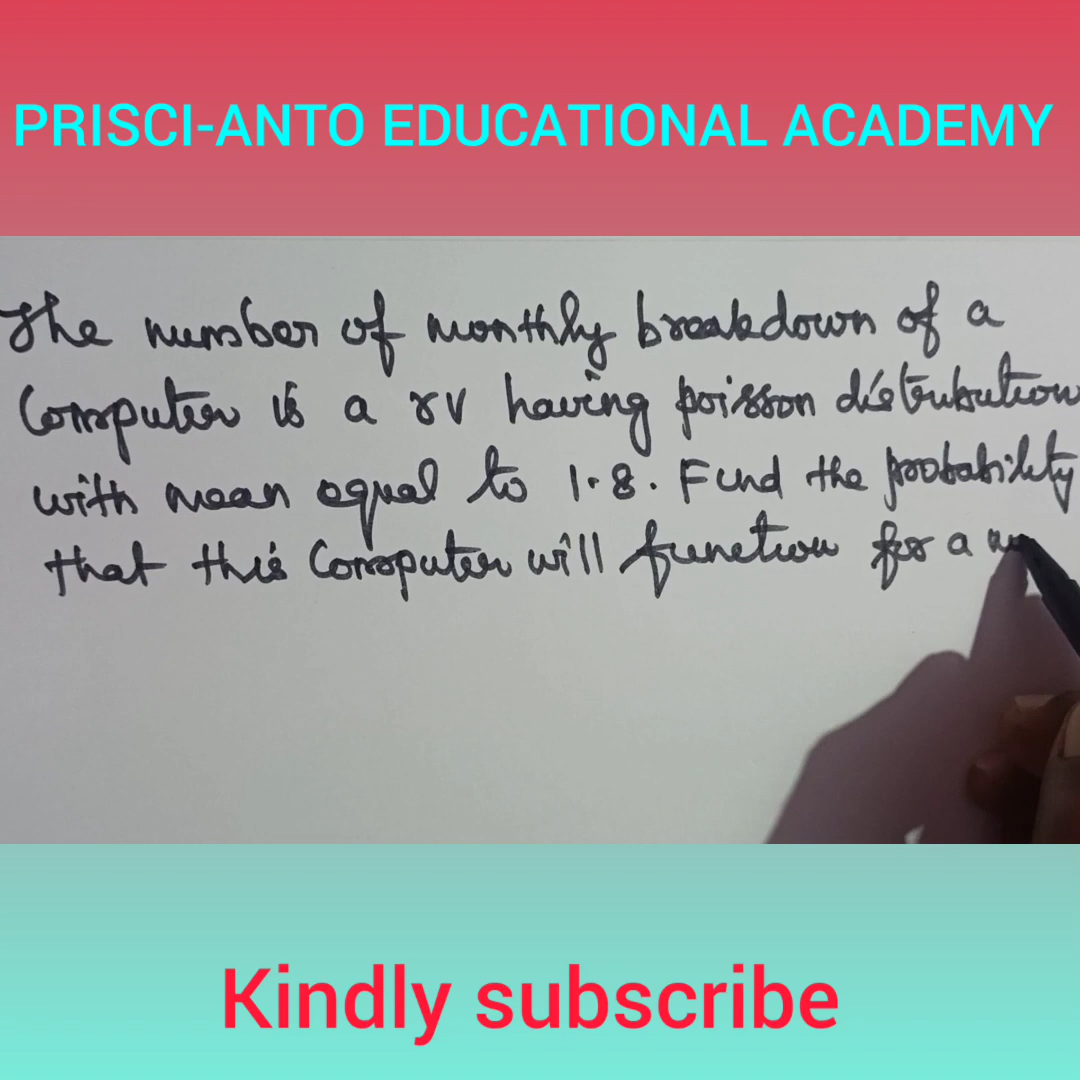 PRISCI-ANTO EDUCATIONAL ACADEMY
The number of monthly breakdown of a
Computer is a RV having poisson distribution
with mean equal to 1.8. Find the probability
that this Computer will function for a
Kindly subscribe